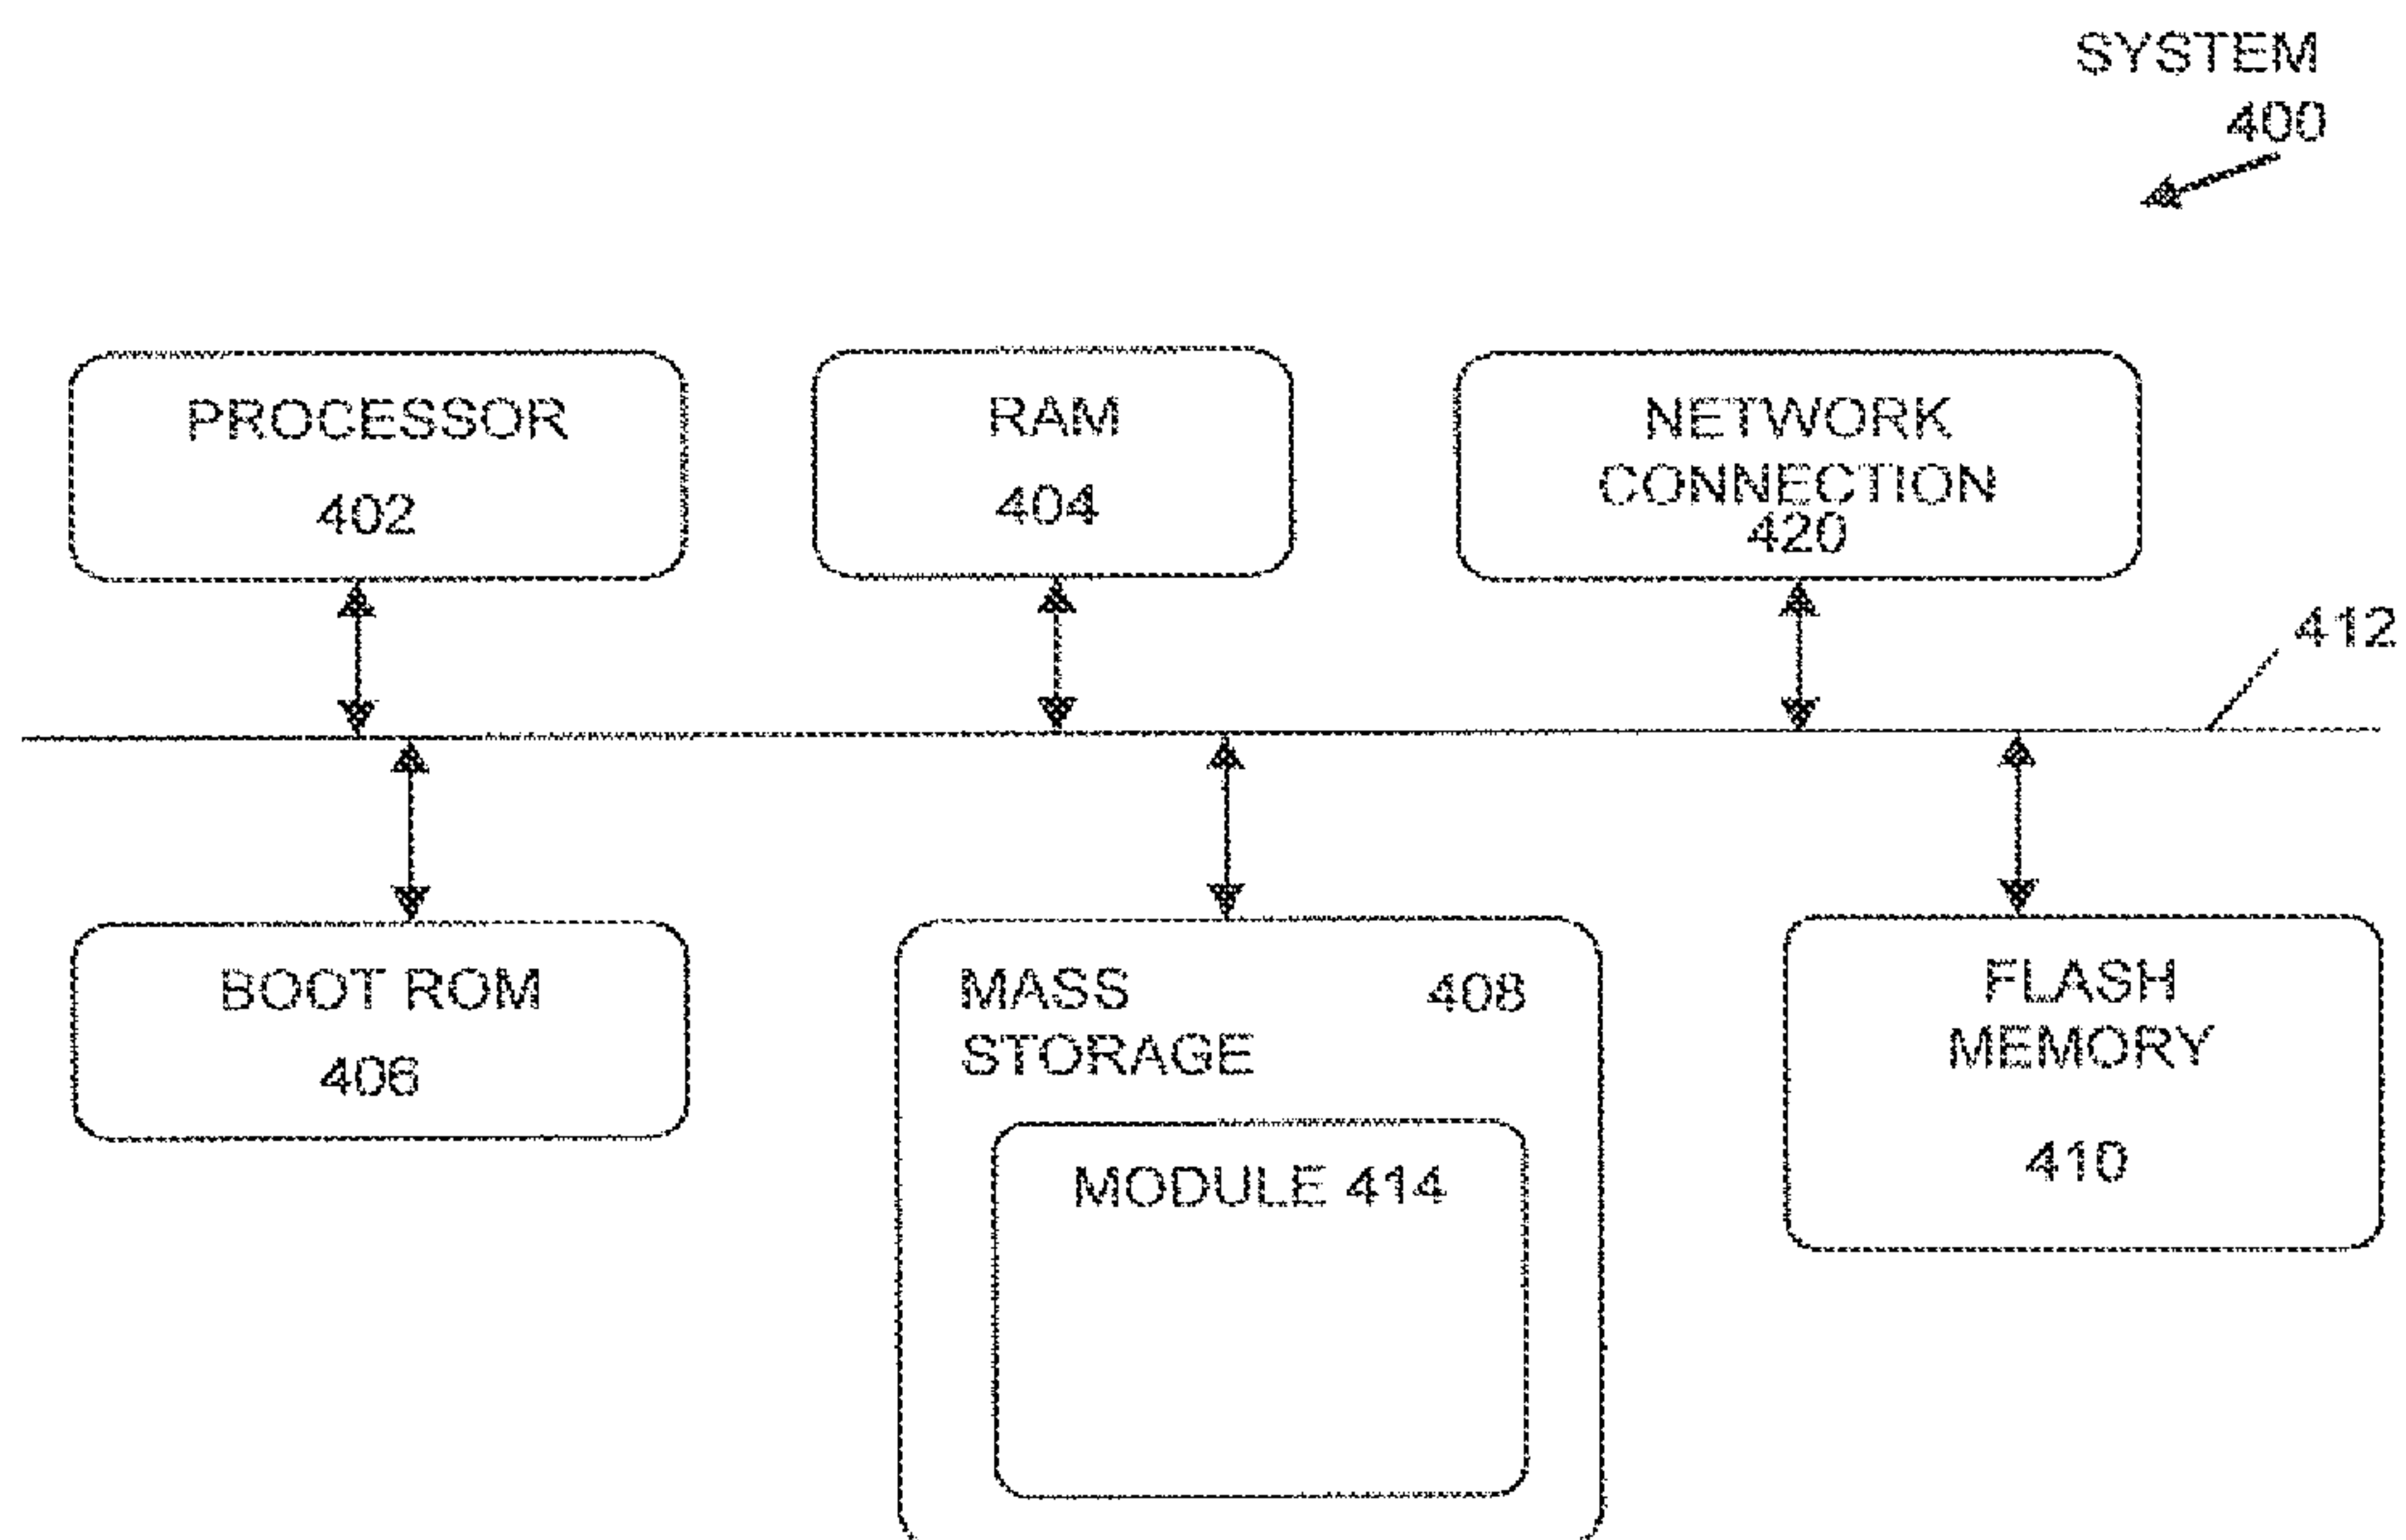 SYSTEM
400
PROCESSOR
402
RAM
404
NETWORK
CONNECTION
420
412
BOOT ROM
406
MASS
STORAGE
408
MODULE 414
FLASH
MEMORY
410